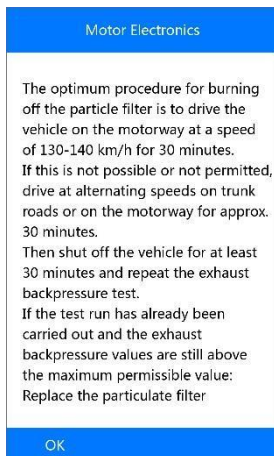 Motor Electronics
The optimum procedure for burning
off the particle filter is to drive the
vehicle on the motorway at a speed
of 130-140 km/h for 30 minutes.
If this is not possible or not permitted,
drive at alternating speeds on trunk
roads or on the motorway for approx.
30 minutes.
Then shut off the vehicle for at least
30 minutes and repeat the exhaust
backpressure test.
If the test run has already been
carried out and the exhaust
backpressure values are still above
the maximum permissible value:
Replace the particulate filter
OK